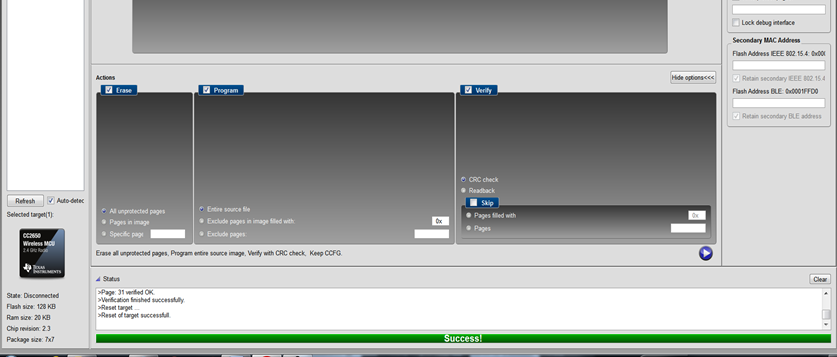 Lock debug interface
Secondary MAC Address
Flash Address IEEE 802.15.4: 0x00
Retain secondary IEEE 802.15.4
Flash Address BLE: 0x0001FFD0
Retain secondary BLE address
Actions
Hide options<<<
Erase
Program
Verify
All unprotected pages
Pages in image
Specific page
Entire source file
Exclude pages in image filled with:
0x
Exclude pages:
CRC check
Readback
Skip
Pages filled with
0x
Pages
Erase all unprotected pages, Program entire source image, Verify with CRC check, Keep CCFG.
Refresh
Auto-detec
Selected target(1):
CC2650
Wireless MCU
2.4 GHz Radio
TEXAS
INSTRUMENTS
State: Disconnected
Flash size: 128 KB
Ram size: 20 KB
Chip revision: 2.3
Package size: 7x7
Status
Clear
>Page: 31 verified OK.
>Verification finished successfully.
>Reset target ...
>Reset of target successfull.
Success!